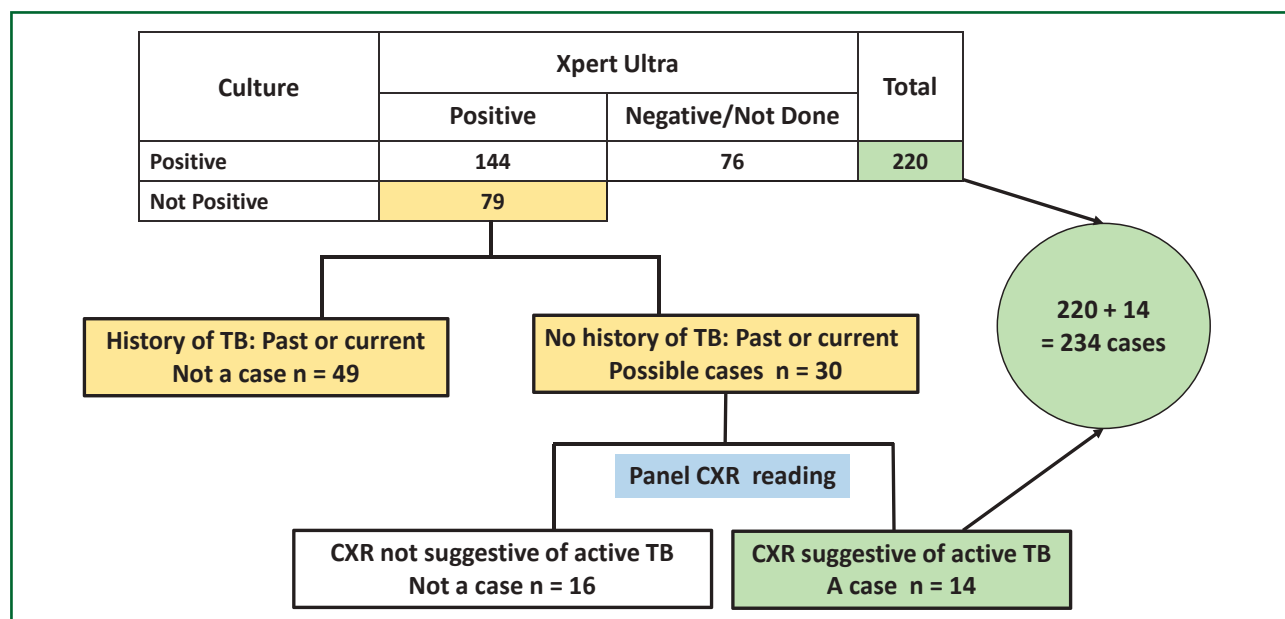 Culture
Xpert Ultra
Total
Positive
Negative/Not Done
Positive
144
76
220
Not Positive
79
History of TB: Past or current
Not a case n = 49
No history of TB: Past or current
Possible cases n = 30
220 + 14
= 234 cases
Panel CXR reading
CXR not suggestive of active TB
Not a case n = 16
CXR suggestive of active TB
A case n = 14